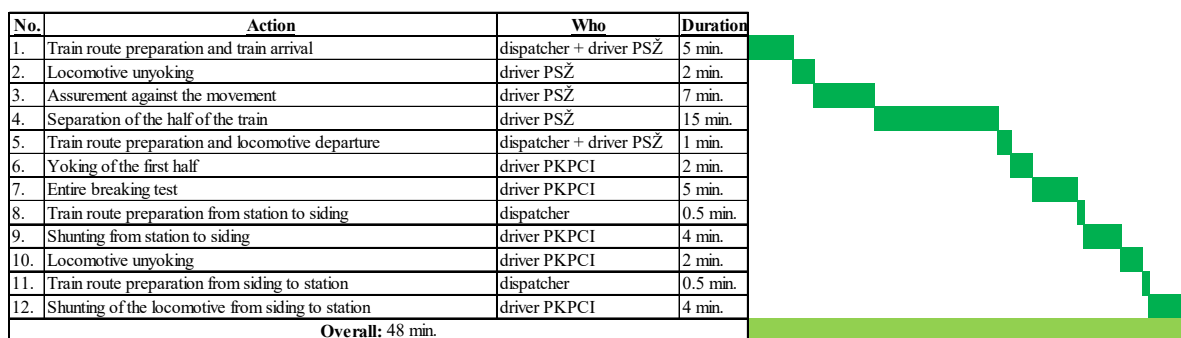 No. Action Who Duration
1. Train route preparation and train arrival dispatcher + driver PSŽ 5 min.
2. Locomotive unyoking driver PSŽ 2 min.
3. Assurement against the movement driver PSŽ 7 min.
4. Separation of the half of the train driver PSŽ 15 min.
5. Train route preparation and locomotive departure dispatcher + driver PSŽ 1 min.
6. Yoking of the first half driver PKPCI 2 min.
7. Entire breaking test driver PKPCI 5 min.
8. Train route preparation from station to siding dispatcher 0.5 min.
9. Shunting from station to siding driver PKPCI 4 min.
10. Locomotive unyoking driver PKPCI 2 min.
11. Train route preparation from siding to station dispatcher 0.5 min.
12. Shunting of the locomotive from siding to station driver PKPCI 4 min.
Overall: 48 min.